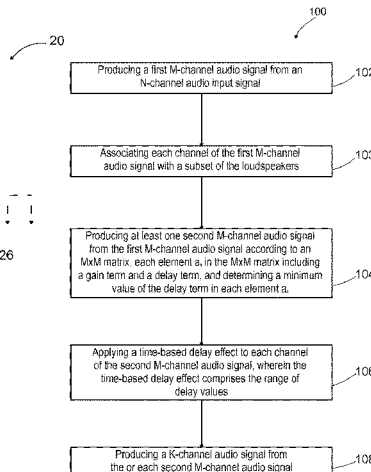 100
20
Producing a first M-channel audio signal from an
N-channel audio input signal
102
Associating each channel of the first M-channel
audio signal with a subset of the loudspeakers
103
26
Producing at least one second M-channel audio signal
from the first M-channel audio signal according to an
MxM matrix, each element aᵢ in the MxM matrix including
a gain term and a delay term, and determining a minimum
value of the delay term in each element aᵢ
104
Applying a time-based delay effect to each channel
of the second M-channel audio signal, wherein the
time-based delay effect comprises the range of
delay values
106
Producing a K-channel audio signal from
the or each second M-channel audio signal
108